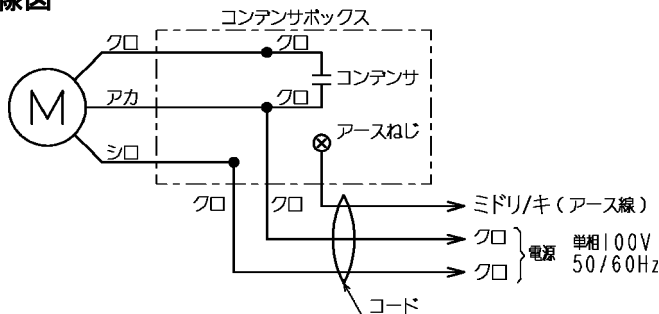 線図
コンデンサボックス
クロ
クロ
コンデンサ
M
アカ
クロ
アースねじ
シロ
クロ
クロ
ミドリ/キ(アース線)
クロ
電源
単相100V
50/60Hz
クロ
コード